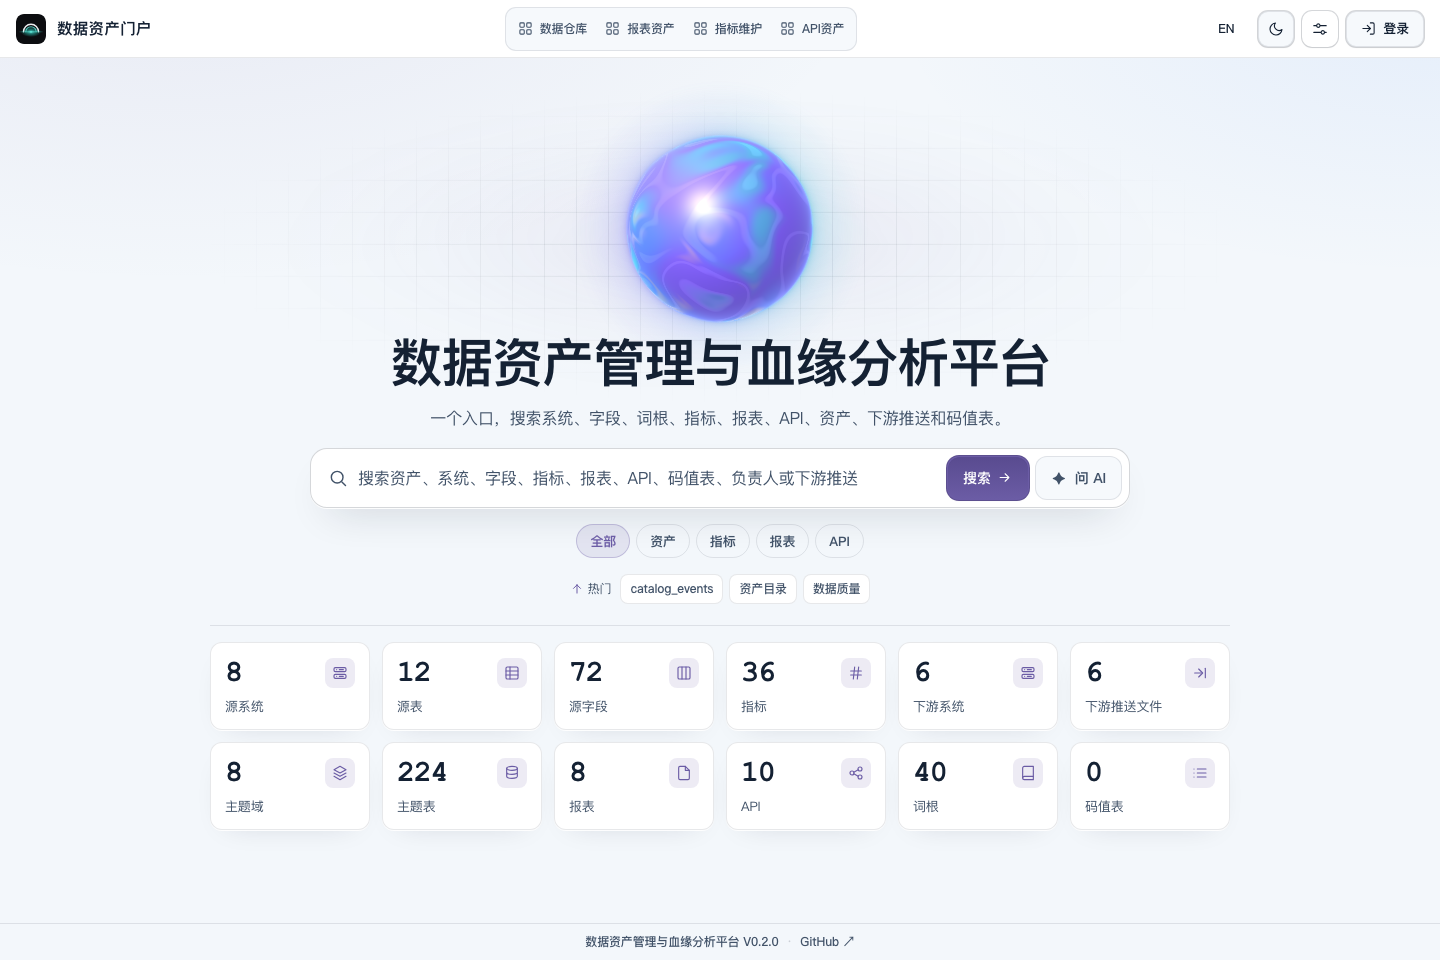 数据资产门户
数据仓库 报表资产 指标维护 API资产
EN
登录
数据资产管理与血缘分析平台
一个入口，搜索系统、字段、词根、指标、报表、API、资产、下游推送和码值表。
搜索资产、系统、字段、指标、报表、API、码值表、负责人或下游推送
搜索 →
问 AI
全部 资产 指标 报表 API
↑ 热门 catalog_events 资产目录 数据质量
8 12 72 36 6 6
源系统 源表 源字段 指标 下游系统 下游推送文件
8 224 8 10 40 0
主题域 主题表 报表 API 词根 码值表
数据资产管理与血缘分析平台 V0.2.0 · GitHub ↗